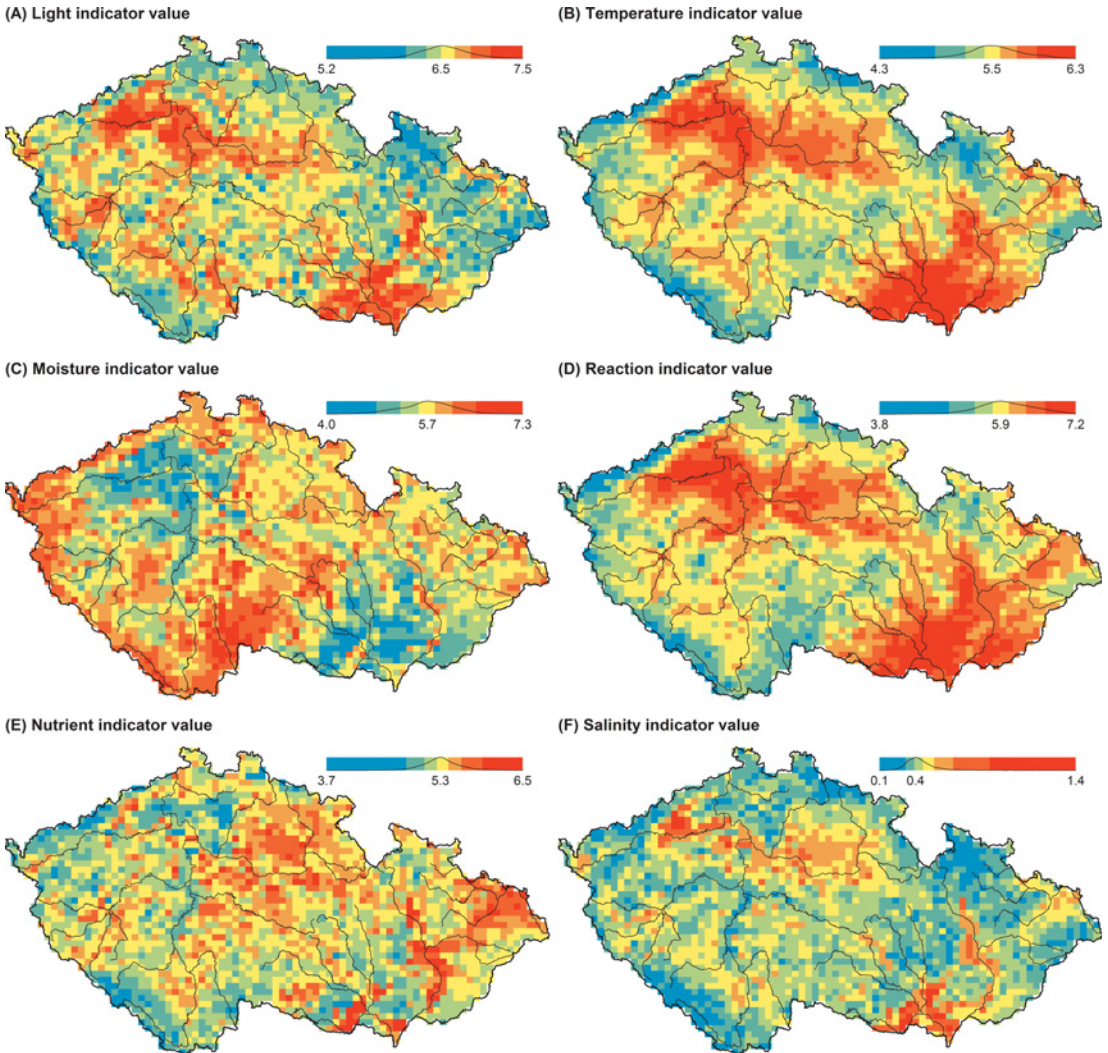 (A) Light indicator value
5.2 6.5 7.5
(B) Temperature indicator value
4.3 5.5 6.3
(C) Moisture indicator value
4.0 5.7 7.3
(D) Reaction indicator value
3.8 5.9 7.2
(E) Nutrient indicator value
3.7 5.3 6.5
(F) Salinity indicator value
0.1 0.4 1.4